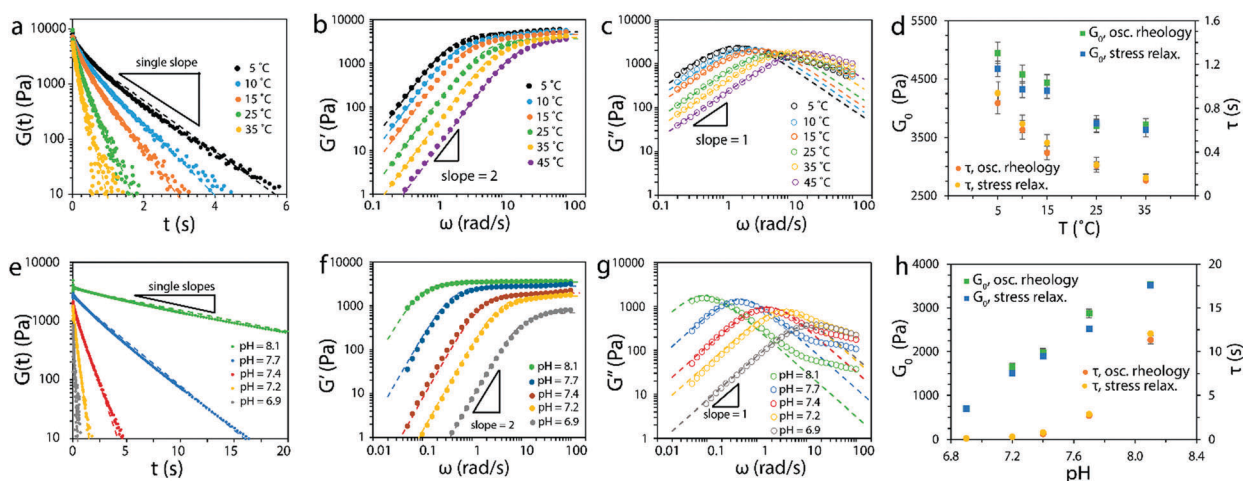 a
10000
1000
100
10
G(t) (Pa)
single slope
5 ˚C
10 ˚C
15 ˚C
25 ˚C
35 ˚C
0 2 4 6
t (s)
b
10000
1000
100
10
1
G′ (Pa)
5 ˚C
10 ˚C
15 ˚C
25 ˚C
35 ˚C
45 ˚C
slope = 2
0.1 1 10 100
ω (rad/s)
c
10000
1000
100
10
1
G″ (Pa)
slope = 1
5 ˚C
10 ˚C
15 ˚C
25 ˚C
35 ˚C
45 ˚C
0.1 1 10 100
ω (rad/s)
d
5500
4500
3500
2500
G0 (Pa)
G0, osc. rheology
G0, stress relax.
τ, osc. rheology
τ, stress relax.
1.6
1.2
0.8
0.4
0
τ (s)
5 15 25 35
T (˚C)
e
10000
1000
100
10
G(t) (Pa)
single slopes
pH = 8.1
pH = 7.7
pH = 7.4
pH = 7.2
pH = 6.9
0 5 10 15 20
t (s)
f
10000
1000
100
10
1
G′ (Pa)
pH = 8.1
pH = 7.7
pH = 7.4
pH = 7.2
pH = 6.9
slope = 2
0.01 0.1 1 10 100
ω (rad/s)
g
10000
1000
100
10
1
G″ (Pa)
slope = 1
pH = 8.1
pH = 7.7
pH = 7.4
pH = 7.2
pH = 6.9
0.01 0.1 1 10 100
ω (rad/s)
h
4000
3000
2000
1000
0
G0 (Pa)
G0, osc. rheology
G0, stress relax.
τ, osc. rheology
τ, stress relax.
20
15
10
5
0
τ (s)
6.8 7.2 7.6 8.0 8.4
pH